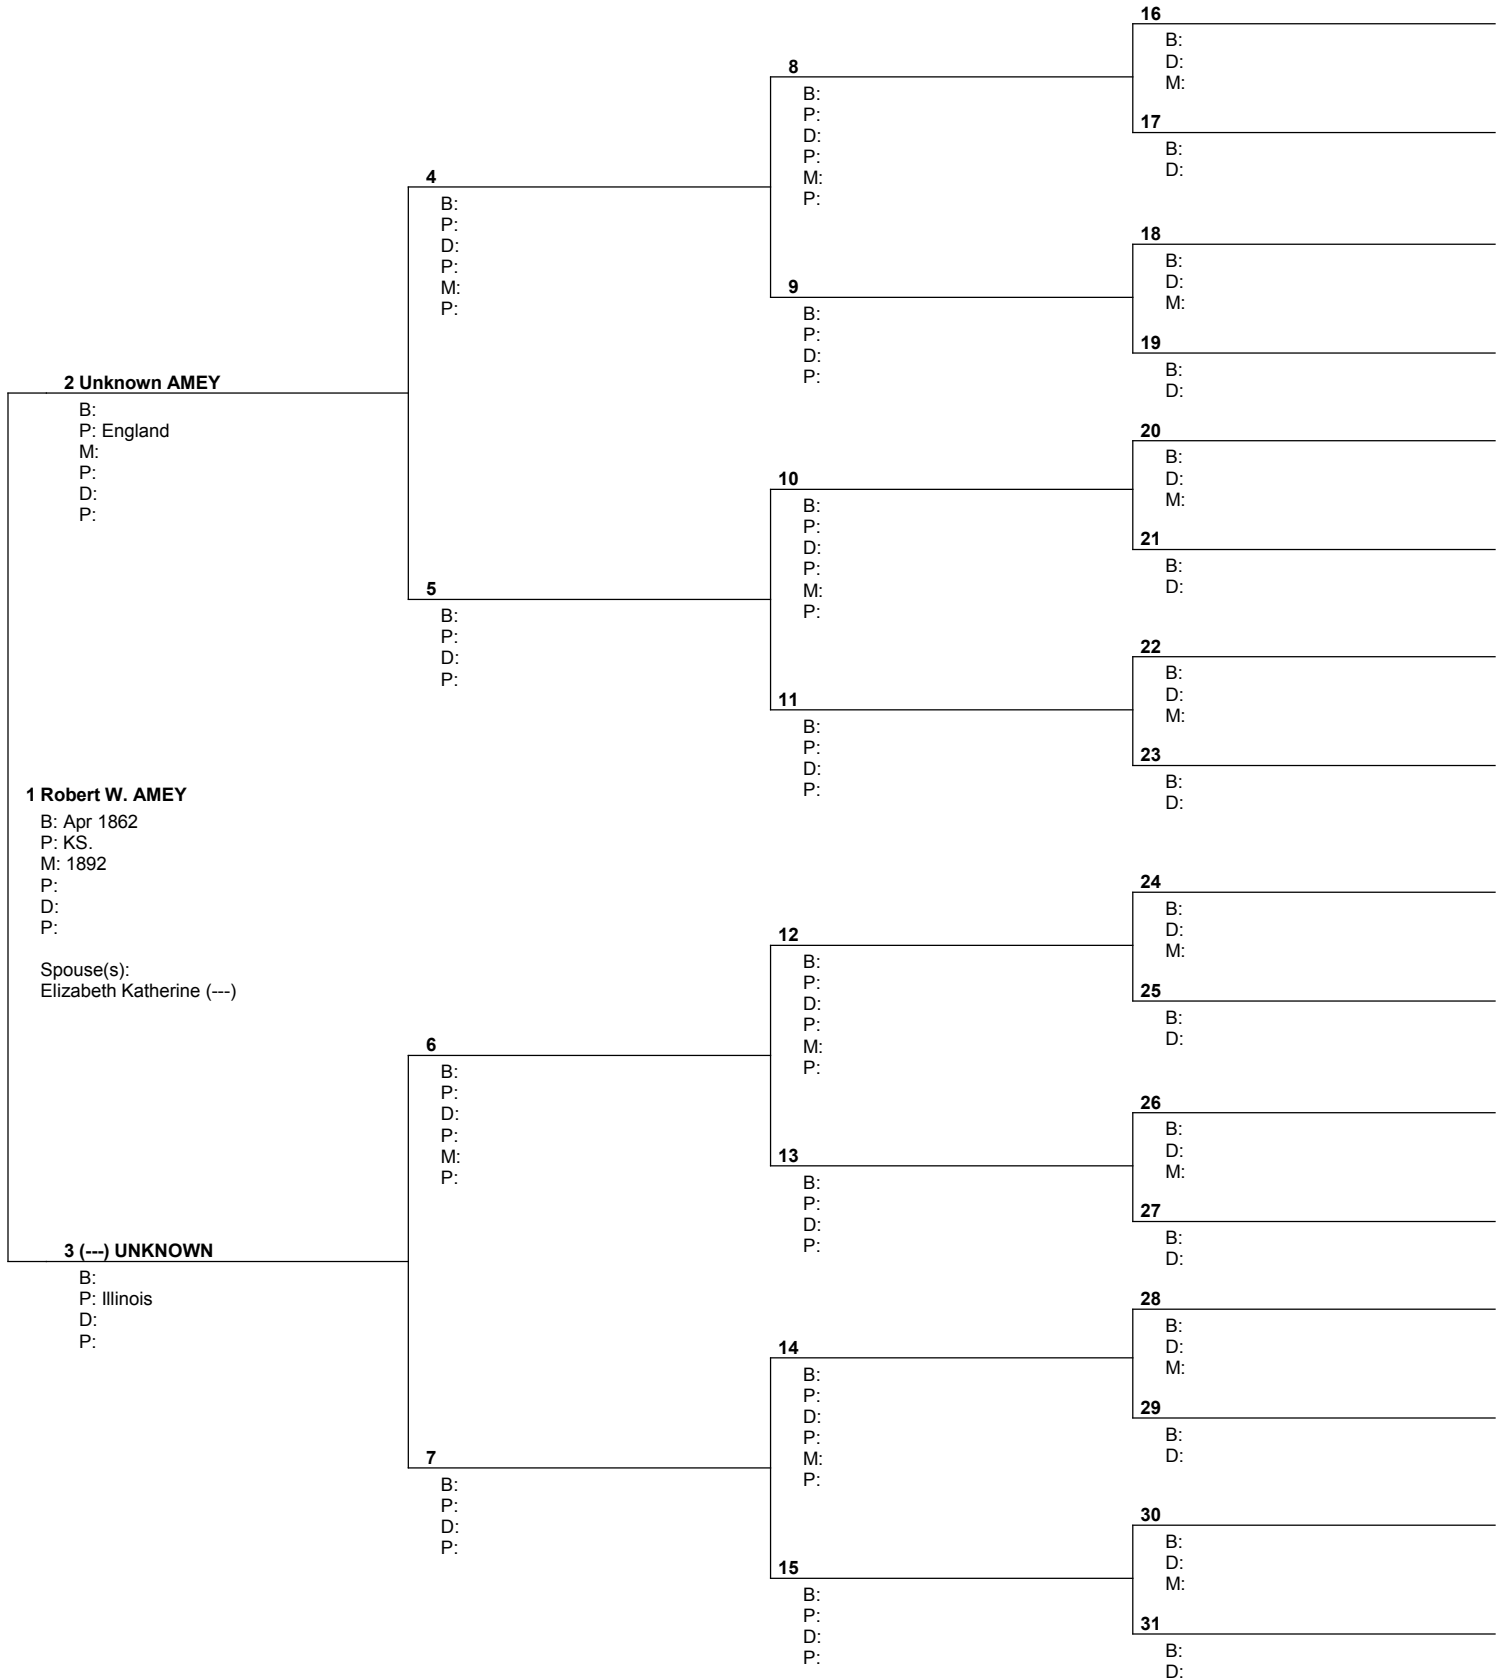 1 Robert W. AMEY
B: Apr 1862
P: KS.
M: 1892
P:
D:
P:
Spouse(s):
Elizabeth Katherine (---)
2 Unknown AMEY
B:
P: England
M:
P:
D:
P:
3 (---) UNKNOWN
B:
P: Illinois
D:
P:
4
B:
P:
D:
P:
M:
P:
5
B:
P:
D:
P:
6
B:
P:
D:
P:
M:
P:
7
B:
P:
D:
P:
8
B:
P:
D:
P:
M:
P:
9
B:
P:
D:
P:
10
B:
P:
D:
P:
M:
P:
11
B:
P:
D:
P:
12
B:
P:
D:
P:
M:
P:
13
B:
P:
D:
P:
14
B:
P:
D:
P:
M:
P:
15
B:
P:
D:
P:
16
B:
D:
M:
17
B:
D:
18
B:
D:
M:
19
B:
D:
20
B:
D:
M:
21
B:
D:
22
B:
D:
M:
23
B:
D:
24
B:
D:
M:
25
B:
D:
26
B:
D:
M:
27
B:
D:
28
B:
D:
M:
29
B:
D:
30
B:
D:
M:
31
B:
D: